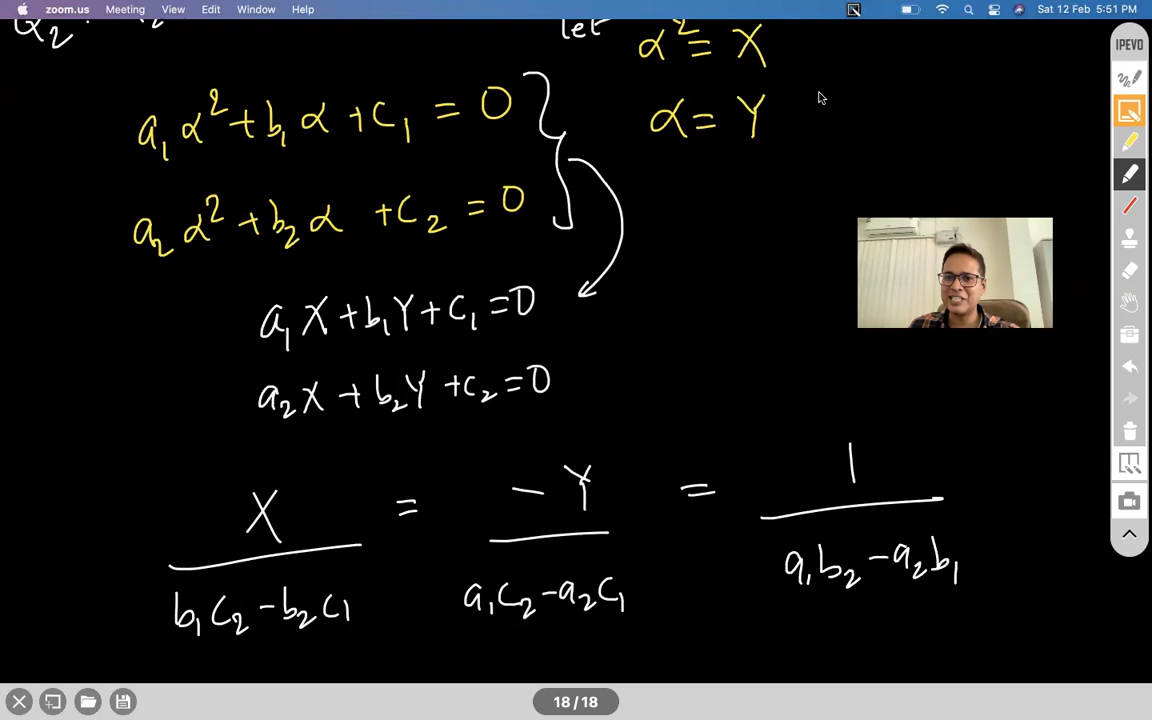 zoom.us Meeting View Edit Window Help Sat 12 Feb 5:51 PM
let α² = X
α = Y
a₁α² + b₁α + c₁ = 0
a₂α² + b₂α + c₂ = 0
a₁X + b₁Y + c₁ = 0
a₂X + b₂Y + c₂ = 0
X = -Y = 1
b₁c₂ - b₂c₁ a₁c₂ - a₂c₁ a₁b₂ - a₂b₁
IPEVO
18 / 18